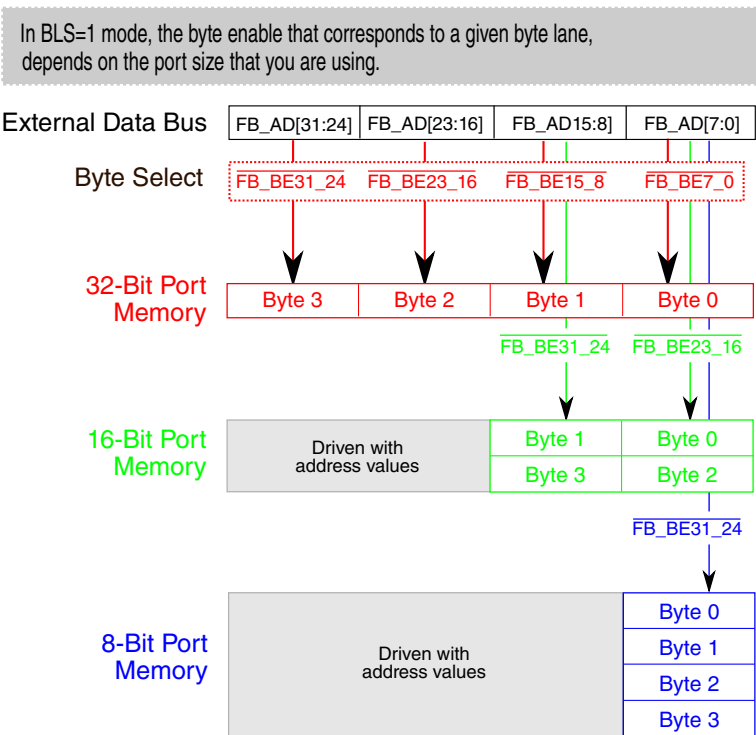 In BLS=1 mode, the byte enable that corresponds to a given byte lane,
depends on the port size that you are using.
External Data Bus FB_AD[31:24] FB_AD[23:16] FB_AD15:8] FB_AD[7:0]
Byte Select FB_BE31_24 FB_BE23_16 FB_BE15_8 FB_BE7_0
32-Bit Port
Memory
Byte 3 Byte 2 Byte 1 Byte 0
FB_BE31_24 FB_BE23_16
16-Bit Port
Memory
Driven with
address values
Byte 1 Byte 0
Byte 3 Byte 2
FB_BE31_24
8-Bit Port
Memory
Driven with
address values
Byte 0
Byte 1
Byte 2
Byte 3